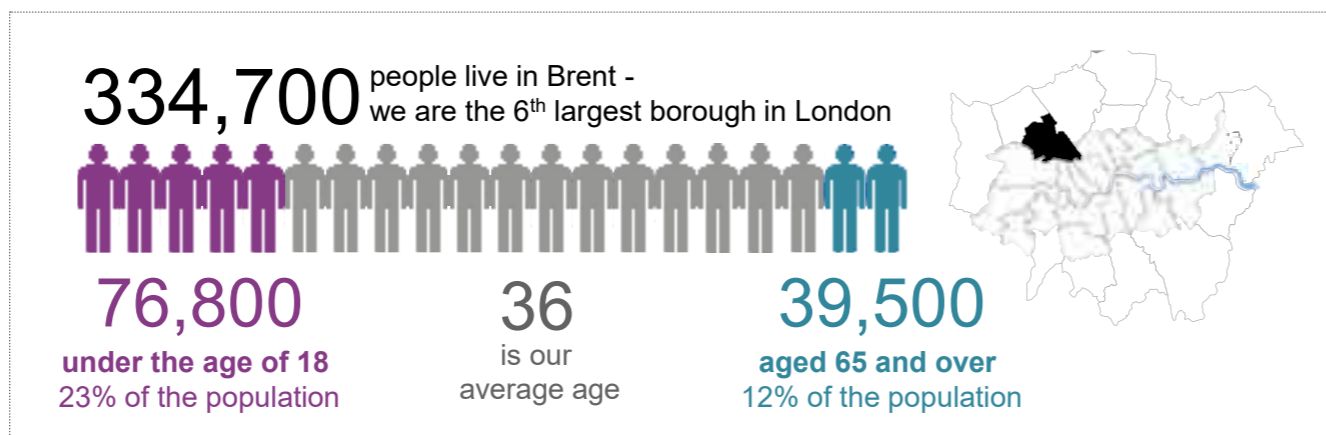 334,700 people live in Brent -
we are the 6th largest borough in London
76,800
under the age of 18
23% of the population
36
is our
average age
39,500
aged 65 and over
12% of the population